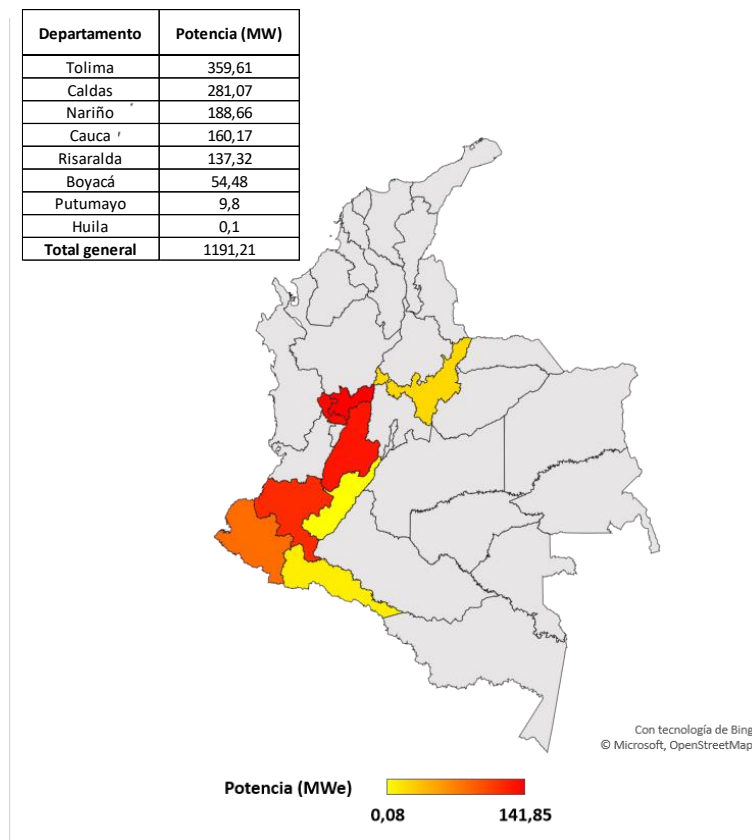 Departamento Potencia (MW)
Tolima 359,61
Caldas 281,07
Nariño 188,66
Cauca 160,17
Risaralda 137,32
Boyacá 54,48
Putumayo 9,8
Huila 0,1
Total general 1191,21
Con tecnología de Bing
© Microsoft, OpenStreetMap
Potencia (MWe)
0,08 141,85